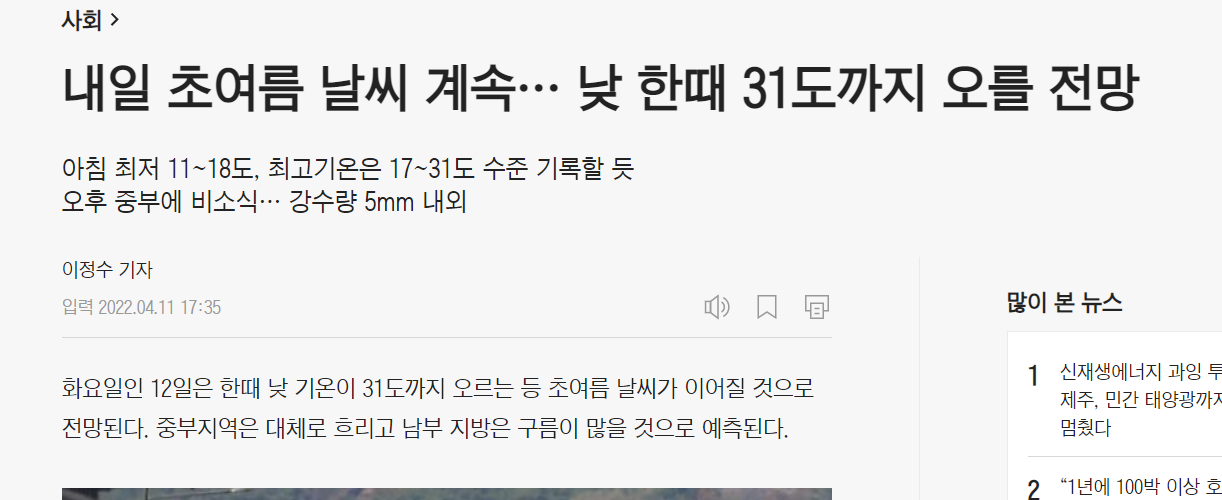 사회 >
내일 초여름 날씨 계속… 낮 한때 31도까지 오를 전망
아침 최저 11~18도, 최고기온은 17~31도 수준 기록할 듯
오후 중부에 비소식… 강수량 5mm 내외
이정수 기자
입력 2022.04.11 17:35
화요일인 12일은 한때 낮 기온이 31도까지 오르는 등 초여름 날씨가 이어질 것으로
전망된다. 중부지역은 대체로 흐리고 남부 지방은 구름이 많을 것으로 예측된다.
많이 본 뉴스
1 신재생에너지 과잉 투
제주, 민간 태양광까지
멈췄다
2 “1년에 100박 이상 호